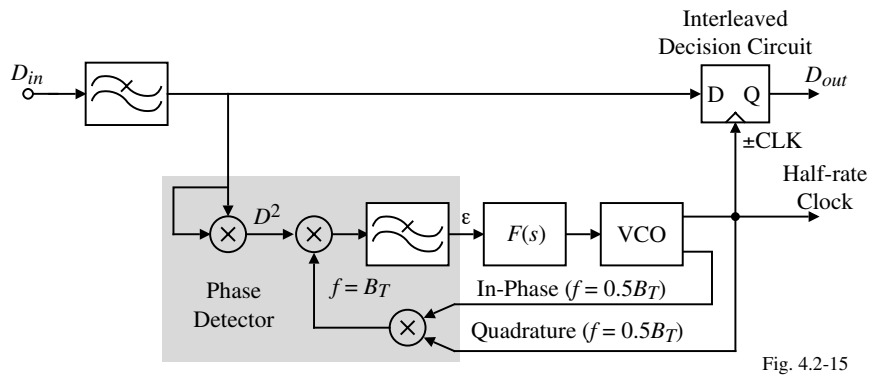 Interleaved
Decision Circuit
D_in
D Q
D_out
±CLK
Half-rate
Clock
D²
ε
F(s)
VCO
Phase
Detector
f = B_T
In-Phase (f = 0.5B_T)
Quadrature (f = 0.5B_T)
Fig. 4.2-15